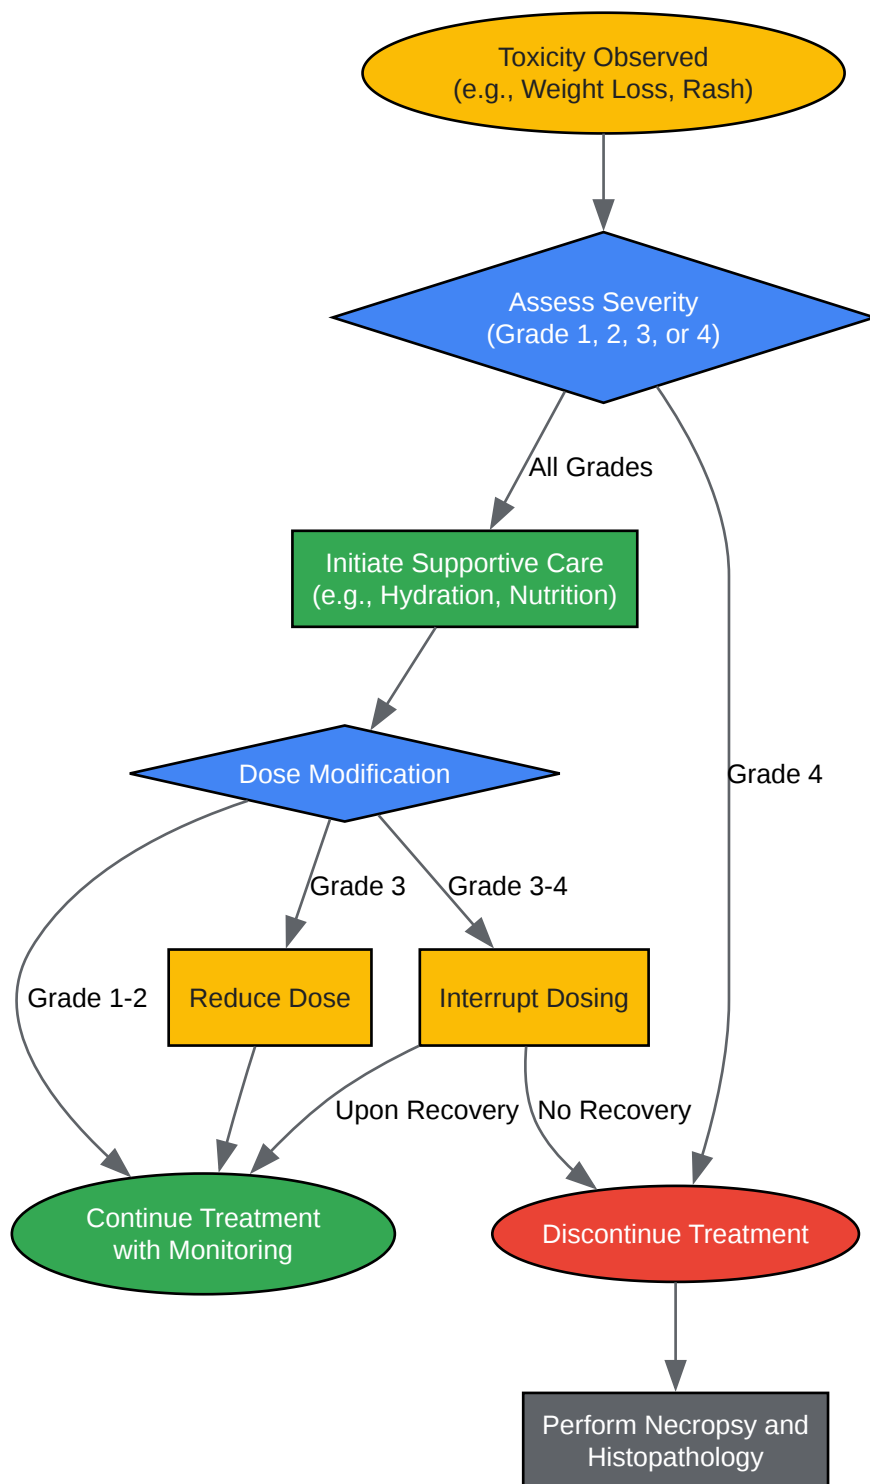 Toxicity Observed
(e.g., Weight Loss, Rash)
Assess Severity
(Grade 1, 2, 3, or 4)
All Grades
Initiate Supportive Care
(e.g., Hydration, Nutrition)
Dose Modification
Grade 4
Grade 3
Grade 3-4
Grade 1-2
Reduce Dose
Interrupt Dosing
Upon Recovery
No Recovery
Continue Treatment
with Monitoring
Discontinue Treatment
Perform Necropsy and
Histopathology